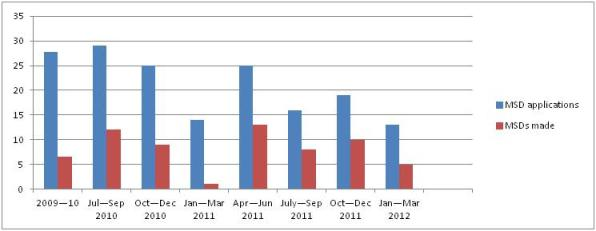 35
30
25
20
15
10
5
0
2009—10 Jul—Sep Oct—Dec Jan—Mar Apr—Jun July—Sep Oct—Dec Jan—Mar
2010 2010 2011 2011 2011 2011 2012
MSD applications
MSDs made